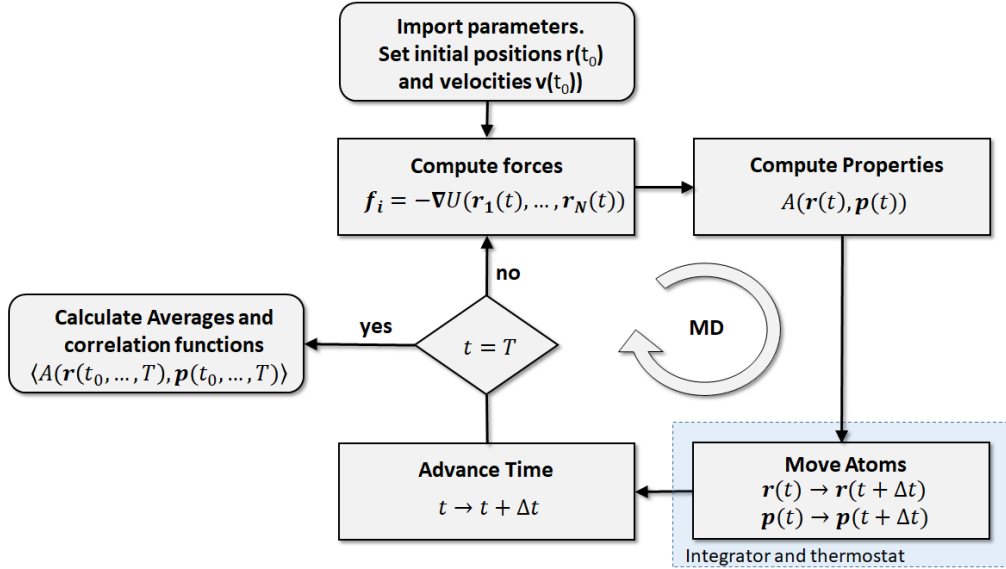 Import parameters.
Set initial positions r(t₀)
and velocities v(t₀))
Compute forces
𝒇ᵢ = −𝛁U(𝒓₁(t), … , 𝒓_N(t))
Compute Properties
A(𝒓(t), 𝒑(t))
no
MD
yes
t = T
Calculate Averages and
correlation functions
⟨A(𝒓(t₀, … , T), 𝒑(t₀, … , T)⟩
Advance Time
t → t + Δt
Move Atoms
𝒓(t) → 𝒓(t + Δt)
𝒑(t) → 𝒑(t + Δt)
Integrator and thermostat